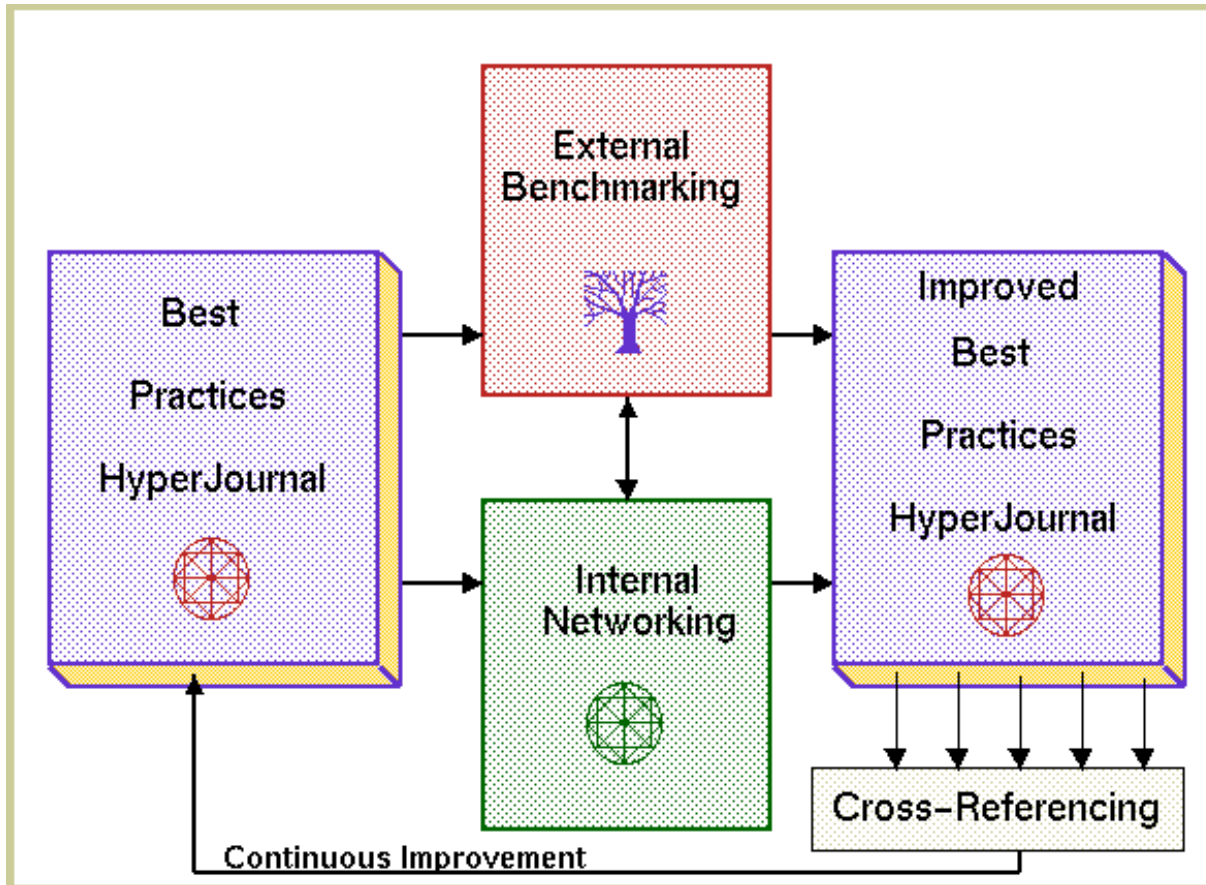 External
Benchmarking
Best
Practices
HyperJournal
Improved
Best
Practices
HyperJournal
Internal
Networking
Cross-Referencing
Continuous Improvement